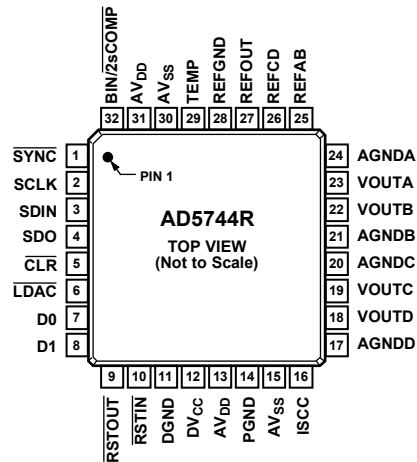 BIN/2sCOMP
AVDD
AVSS
TEMP
REFGND
REFOUT
REFCD
REFAB
32 31 30 29 28 27 26 25
SYNC 1
SCLK 2
SDIN 3
SDO 4
CLR 5
LDAC 6
D0 7
D1 8
PIN 1
AD5744R
TOP VIEW
(Not to Scale)
24 AGNDA
23 VOUTA
22 VOUTB
21 AGNDB
20 AGNDC
19 VOUTC
18 VOUTD
17 AGNDD
9 10 11 12 13 14 15 16
RSTOUT
RSTIN
DGND
DVCC
AVDD
PGND
AVSS
ISCC